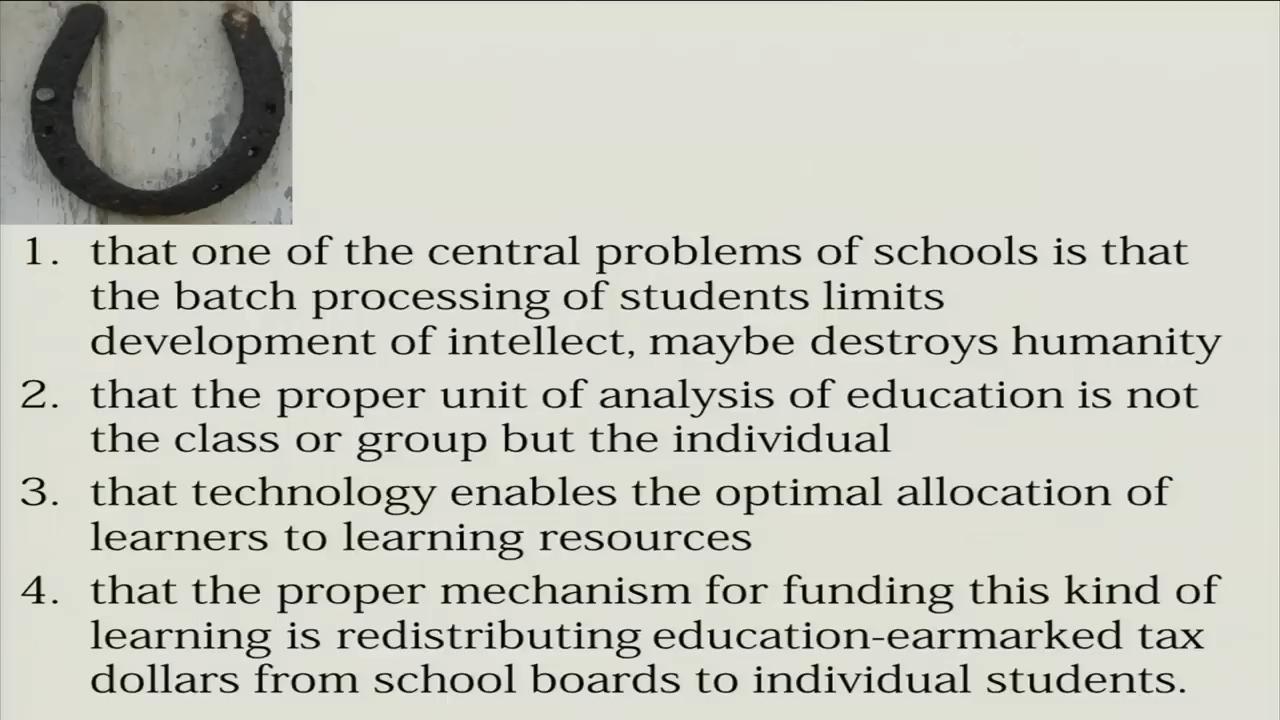 1. that one of the central problems of schools is that
the batch processing of students limits
development of intellect, maybe destroys humanity
2. that the proper unit of analysis of education is not
the class or group but the individual
3. that technology enables the optimal allocation of
learners to learning resources
4. that the proper mechanism for funding this kind of
learning is redistributing education-earmarked tax
dollars from school boards to individual students.